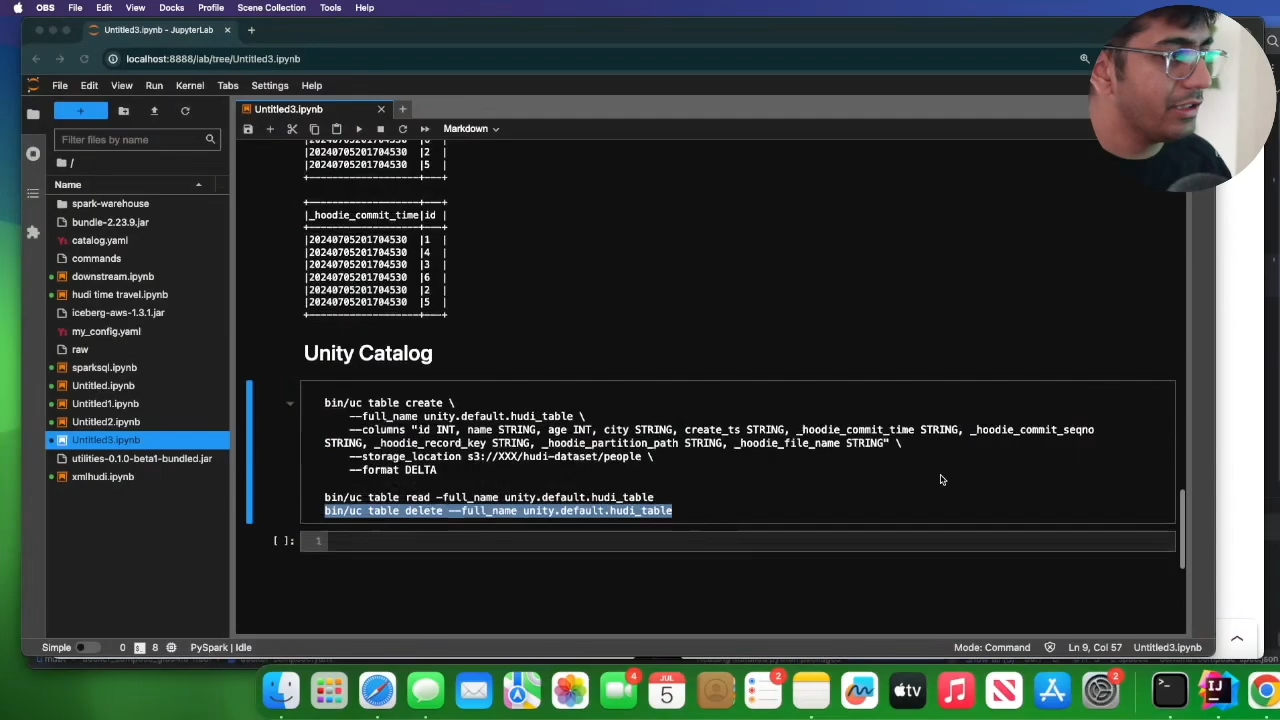 OBS File Edit View Docks Profile Scene Collection Tools Help
Untitled3.ipynb - JupyterLab
localhost:8888/lab/tree/Untitled3.ipynb
File Edit View Run Kernel Tabs Settings Help
Untitled3.ipynb
Markdown
Filter files by name
/
Name
spark-warehouse
bundle-2.23.9.jar
catalog.yaml
commands
downstream.ipynb
hudi time travel.ipynb
iceberg-aws-1.3.1.jar
my_config.yaml
raw
sparksql.ipynb
Untitled.ipynb
Untitled1.ipynb
Untitled2.ipynb
Untitled3.ipynb
utilities-0.1.0-beta1-bundled.jar
xmlhudi.ipynb
|20240705201704530 |2 |
|20240705201704530 |5 |
+------------------+---+
+------------------+---+
|_hoodie_commit_time|id |
+------------------+---+
|20240705201704530 |1 |
|20240705201704530 |4 |
|20240705201704530 |3 |
|20240705201704530 |6 |
|20240705201704530 |2 |
|20240705201704530 |5 |
+------------------+---+
Unity Catalog
bin/uc table create \
--full_name unity.default.hudi_table \
--columns "id INT, name STRING, age INT, city STRING, create_ts STRING, _hoodie_commit_time STRING, _hoodie_commit_seqno
STRING, _hoodie_record_key STRING, _hoodie_partition_path STRING, _hoodie_file_name STRING" \
--storage_location s3://XXX/hudi-dataset/people \
--format DELTA
bin/uc table read —full_name unity.default.hudi_table
bin/uc table delete --full_name unity.default.hudi_table
[ ]: 1
Simple 0 8 PySpark | Idle
Mode: Command Ln 9, Col 57 Untitled3.ipynb
4
JUL
5
2
tv
2
IJ